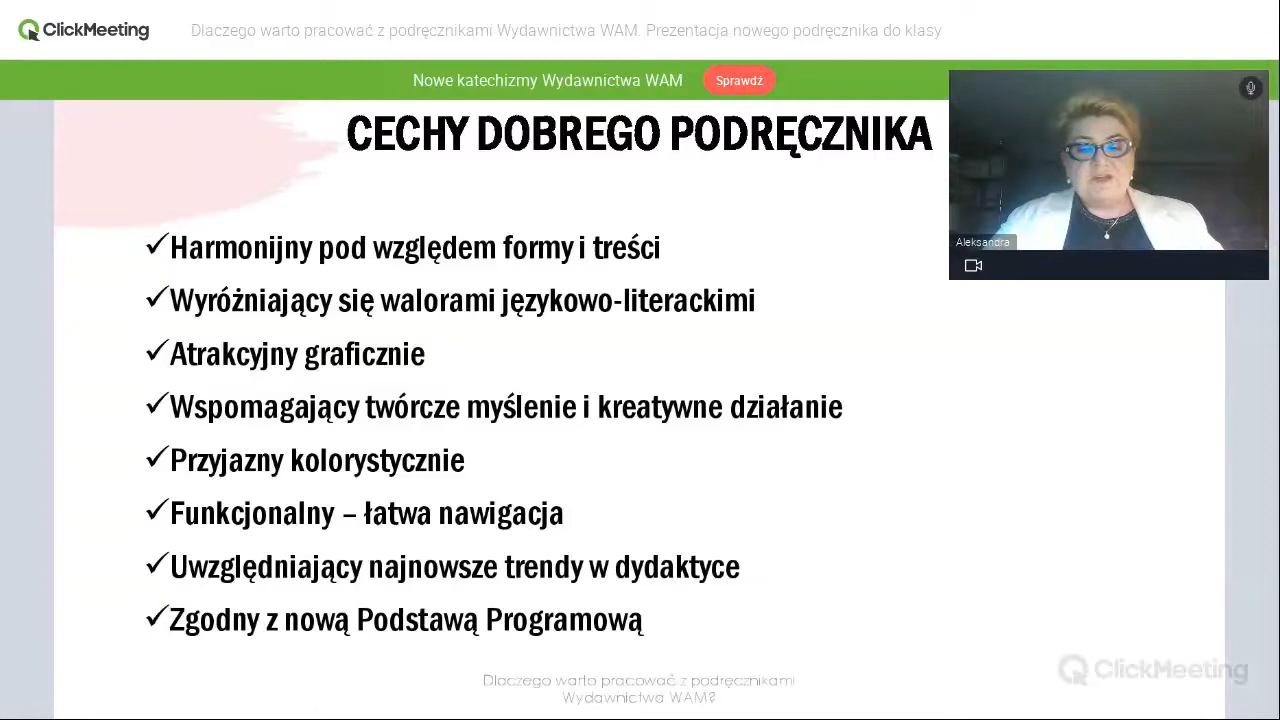 ClickMeeting
Dlaczego warto pracować z podręcznikami Wydawnictwa WAM. Prezentacja nowego podręcznika do klasy
Nowe katechizmy Wydawnictwa WAM
Sprawdź
CECHY DOBREGO PODRĘCZNIKA
Aleksandra
✓Harmonijny pod względem formy i treści
✓Wyróżniający się walorami językowo-literackimi
✓Atrakcyjny graficznie
✓Wspomagający twórcze myślenie i kreatywne działanie
✓Przyjazny kolorystycznie
✓Funkcjonalny – łatwa nawigacja
✓Uwzględniający najnowsze trendy w dydaktyce
✓Zgodny z nową Podstawą Programową
Dlaczego warto pracować z podręcznikami
Wydawnictwa WAM?
ClickMeeting